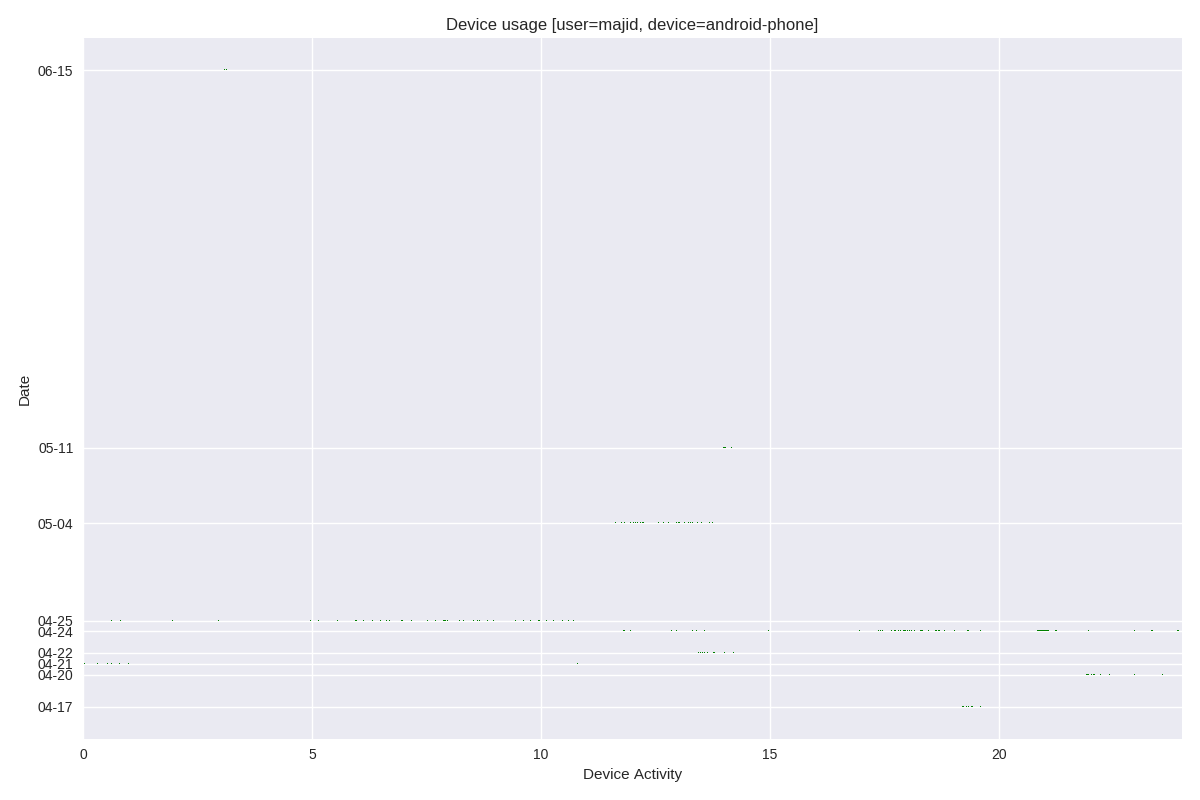 Device usage [user=majid, device=android-phone]
06-15
05-11
05-04
04-25
04-24
04-22
04-21
04-20
04-17
Date
0 5 10 15 20
Device Activity